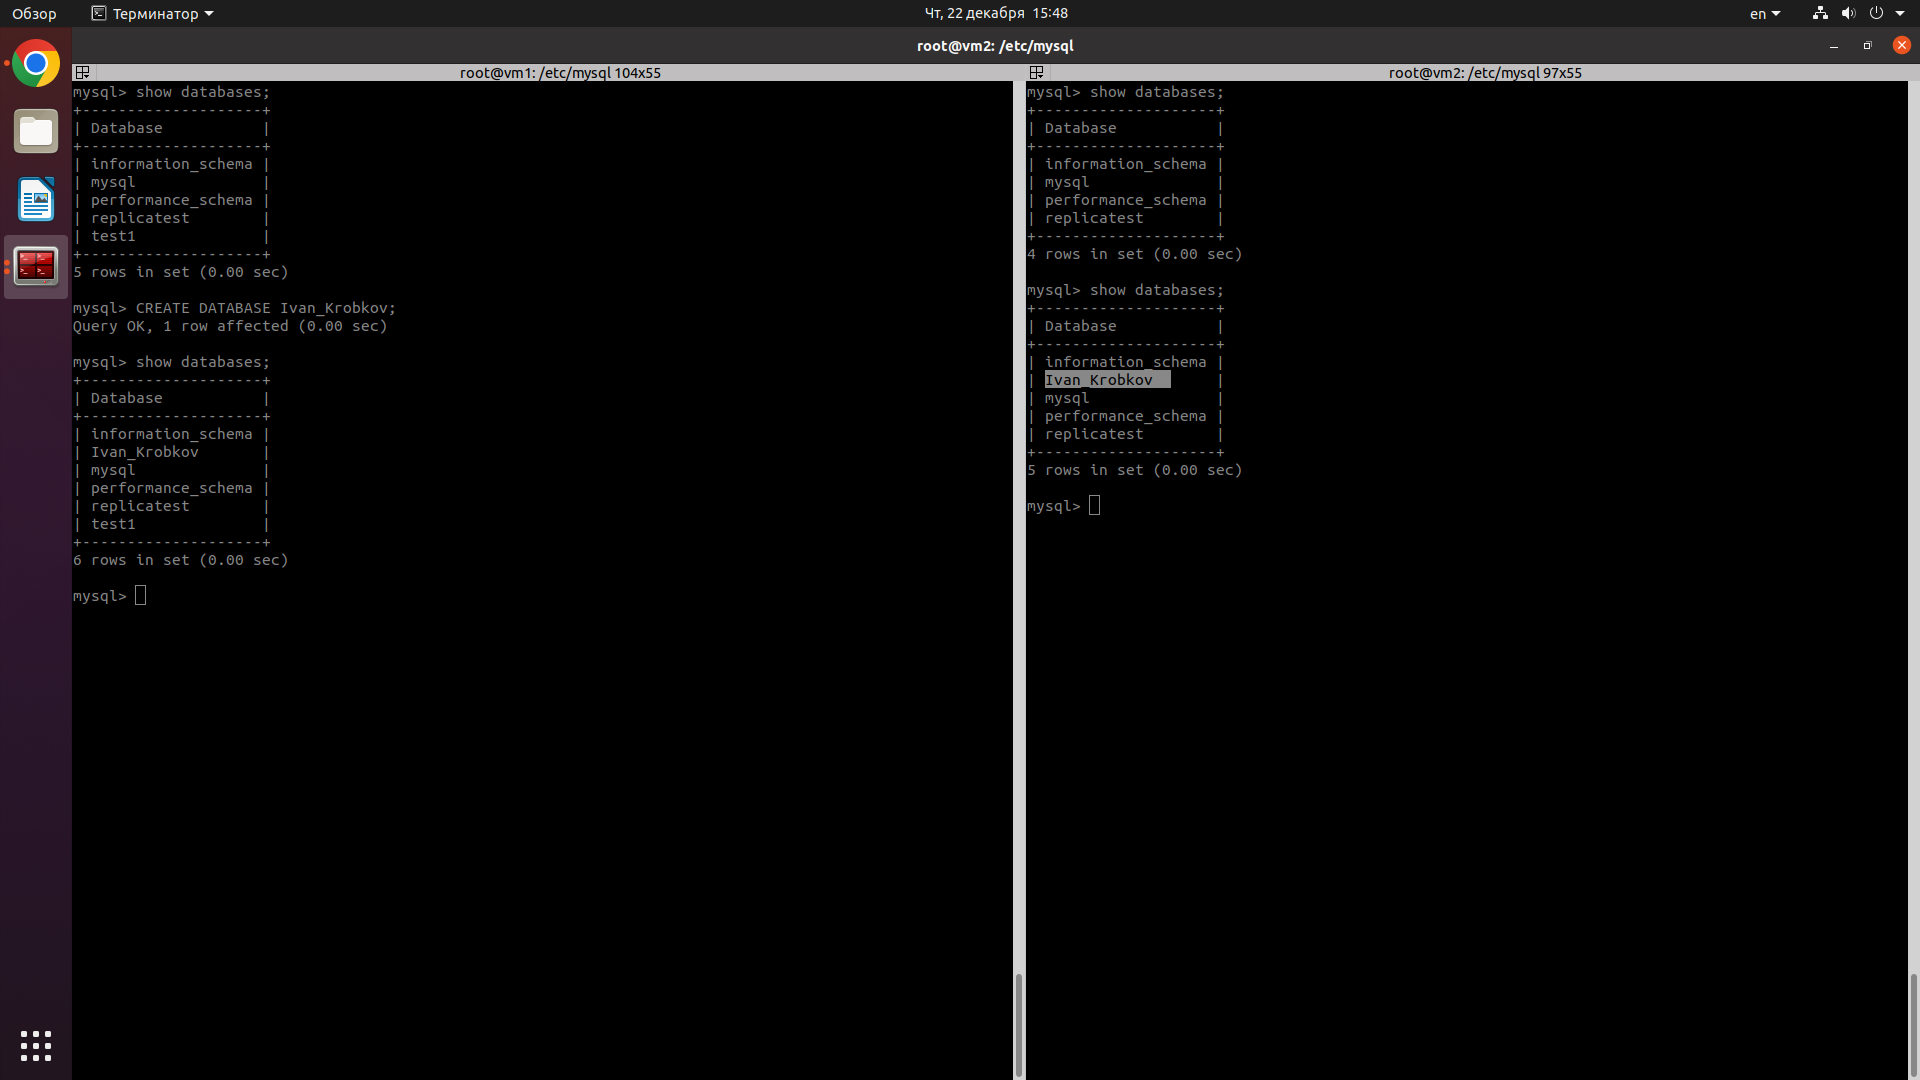 Обзор
Терминатор
Чт, 22 декабря 15:48
en
root@vm2: /etc/mysql
root@vm1: /etc/mysql 104x55
mysql> show databases;
+--------------------+
| Database           |
+--------------------+
| information_schema |
| mysql              |
| performance_schema |
| replicatest        |
| test1              |
+--------------------+
5 rows in set (0.00 sec)
mysql> CREATE DATABASE Ivan_Krobkov;
Query OK, 1 row affected (0.00 sec)
mysql> show databases;
+--------------------+
| Database           |
+--------------------+
| information_schema |
| Ivan_Krobkov       |
| mysql              |
| performance_schema |
| replicatest        |
| test1              |
+--------------------+
6 rows in set (0.00 sec)
mysql>
root@vm2: /etc/mysql 97x55
mysql> show databases;
+--------------------+
| Database           |
+--------------------+
| information_schema |
| mysql              |
| performance_schema |
| replicatest        |
+--------------------+
4 rows in set (0.00 sec)
mysql> show databases;
+--------------------+
| Database           |
+--------------------+
| information_schema |
| Ivan_Krobkov       |
| mysql              |
| performance_schema |
| replicatest        |
+--------------------+
5 rows in set (0.00 sec)
mysql>